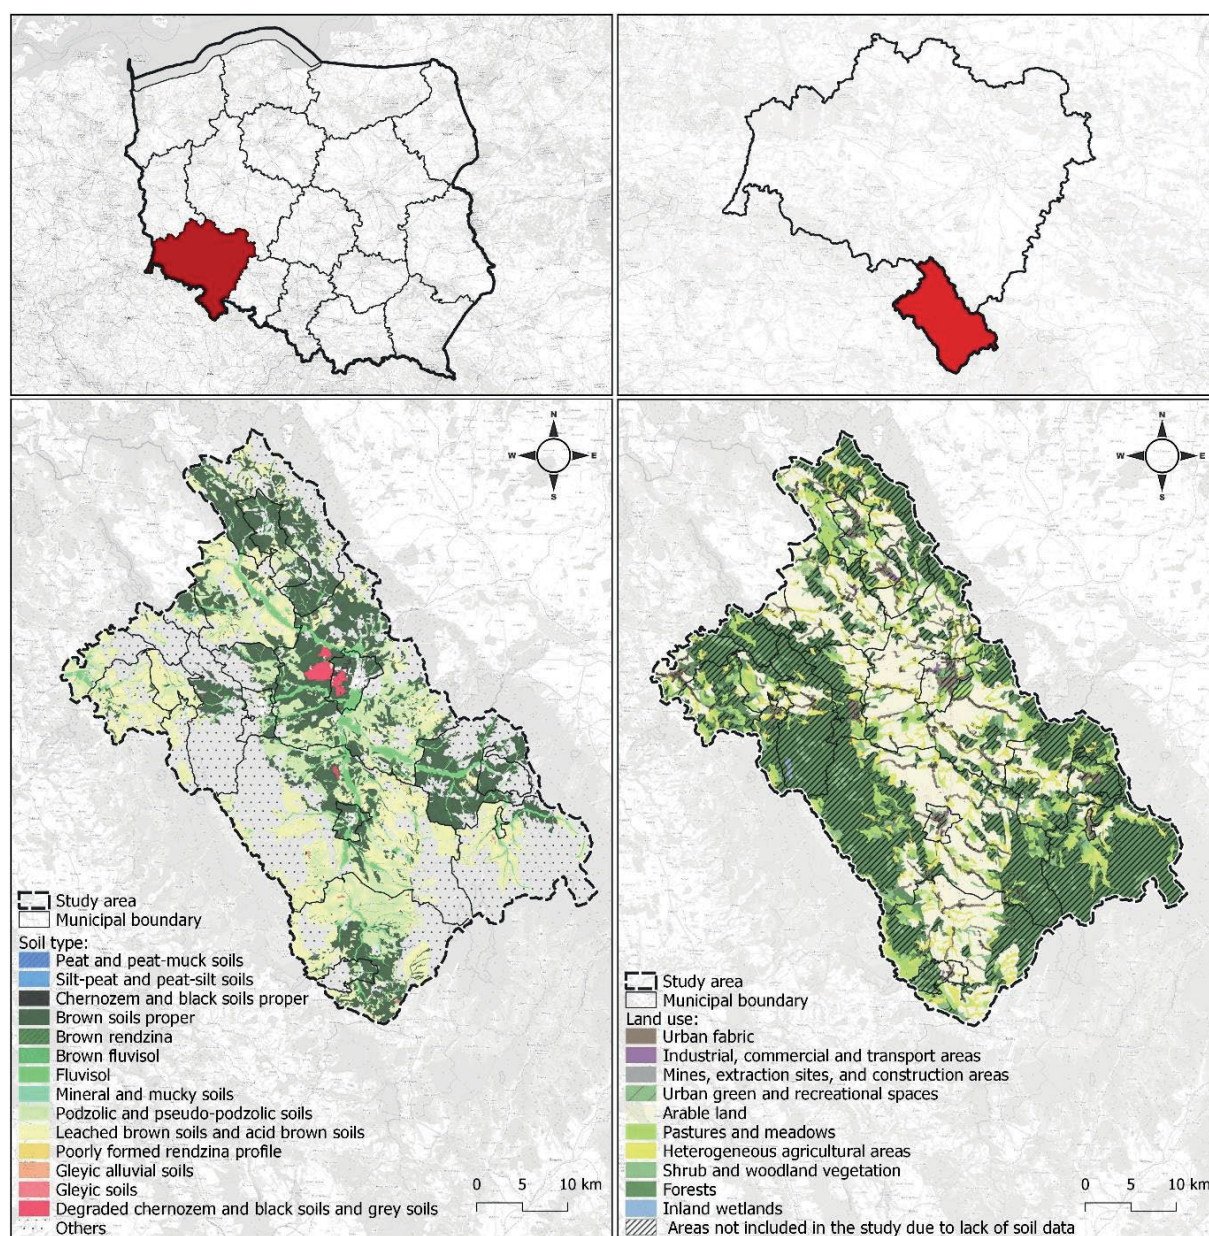 N
W E
S
Study area
Municipal boundary
Soil type:
Peat and peat-muck soils
Silt-peat and peat-silt soils
Chernozem and black soils proper
Brown soils proper
Brown rendzina
Brown fluvisol
Fluvisol
Mineral and mucky soils
Podzolic and pseudo-podzolic soils
Leached brown soils and acid brown soils
Poorly formed rendzina profile
Gleyic alluvial soils
Gleyic soils
Degraded chernozem and black soils and grey soils
Others
0 5 10 km
N
W E
S
Study area
Municipal boundary
Land use:
Urban fabric
Industrial, commercial and transport areas
Mines, extraction sites, and construction areas
Urban green and recreational spaces
Arable land
Pastures and meadows
Heterogeneous agricultural areas
Shrub and woodland vegetation
Forests
Inland wetlands
Areas not included in the study due to lack of soil data
0 5 10 km